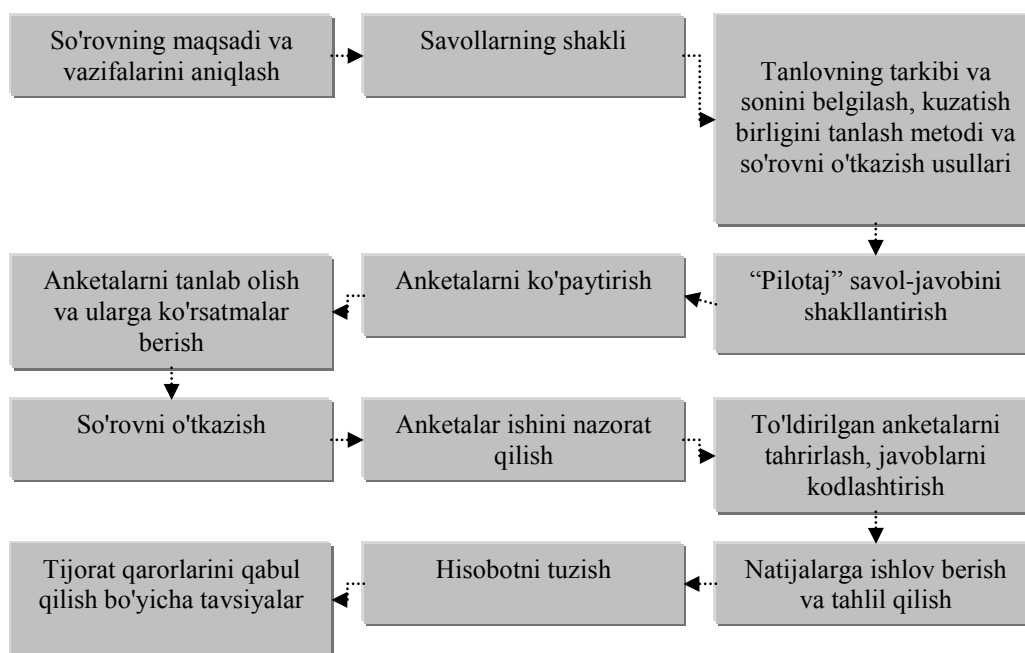 So'rovning maqsadi va
vazifalarini aniqlash
Savollarning shakli
Tanlovning tarkibi va
sonini belgilash, kuzatish
birligini tanlash metodi va
so'rovni o'tkazish usullari
“Pilotaj” savol-javobini
shakllantirish
Anketalarni ko'paytirish
Anketalarni tanlab olish
va ularga ko'rsatmalar
berish
So'rovni o'tkazish
Anketalar ishini nazorat
qilish
To'ldirilgan anketalarni
tahrirlash, javoblarni
kodlashtirish
Natijalarga ishlov berish
va tahlil qilish
Hisobotni tuzish
Tijorat qarorlarini qabul
qilish bo'yicha tavsiyalar